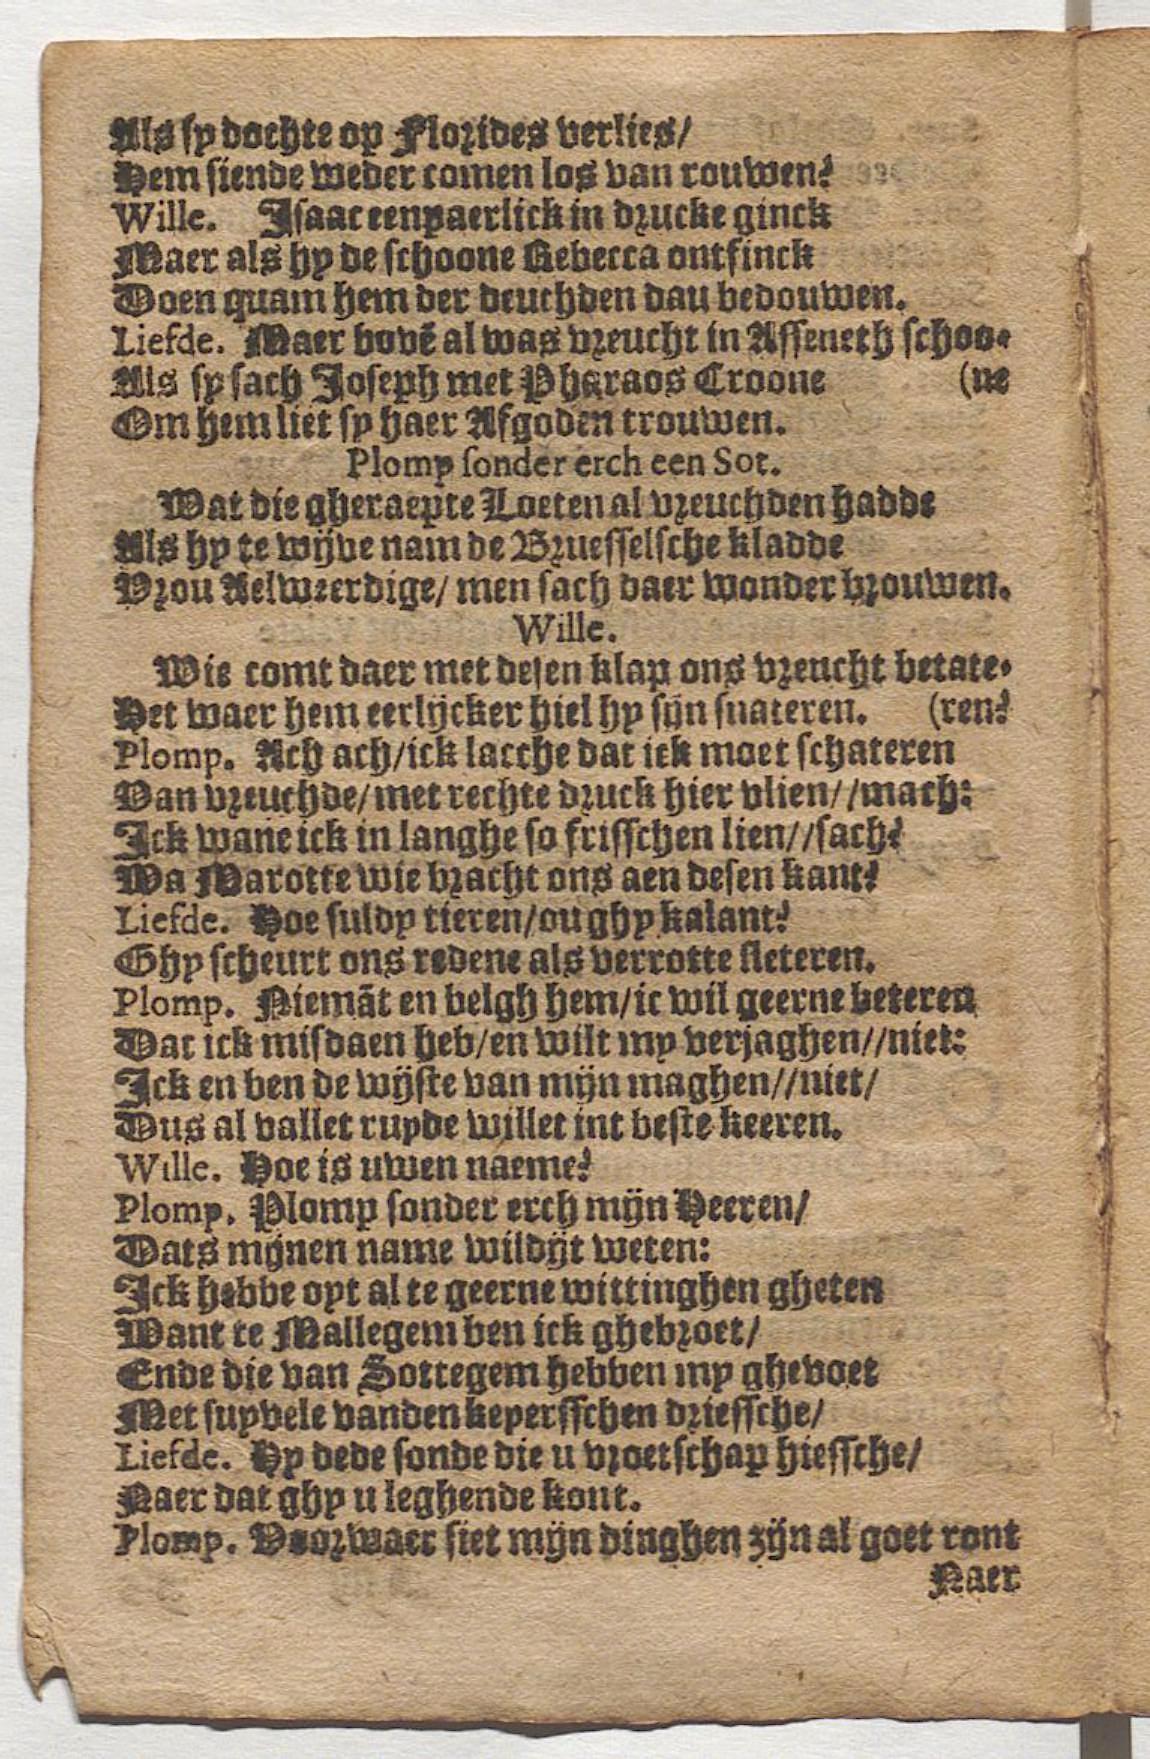 Als sy dochte op Florides verlies/
Hem siende weder comen los van rouwen?
Wille. Isaac eenpaerlick in drucke ginck
Maer als hy de schoone Rebecca ontfinck
Doen quam hem der deuchden dau bedouwen.
Liefde. Maer bovẽ al was vreucht in Asseneth schoo-
Als sy sach Joseph met Pharaos Croone (ne
Om hem liet sy haer Afgoden trouwen.
Plomp sonder erch een Sot.
Wat die gheraepte Loeten al vreuchden hadde
Als hy te wijve nam de Bruesselsche kladde
Vrou Aelweerdige/ men sach daer wonder brouwen.
Wille.
Wie comt daer met desen klap ons vreucht betate-
Het waer hem eerlijcker hiel hy sijn snateren. (ren?
Plomp. Ach ach/ick lacche dat ick moet schateren
Van vreuchde/met rechte druck hier vlien//mach:
Ick wane ick in langhe so frisschen lien//sach?
Wa Marotte wie bracht ons aen desen kant?
Liefde. Hoe suldy tieren/ou ghy kalant?
Ghy scheurt ons redene als verrotte sleteren.
Plomp. Niemãt en belgh hem/ic wil geerne beteren
Dat ick misdaen heb/en wilt my verjaghen//niet:
Ick en ben de wijste van mijn maghen//niet/
Dus al vallet rupde willet int beste keeren.
Wille. Hoe is uwen naeme?
Plomp. Plomp sonder erch mijn Heeren/
Dats mijnen name wildijt weten:
Ick hebbe opt al te geerne wittinghen gheten
Want te Mallegem ben ick ghebroet/
Ende die van Sottegem hebben my ghevoet
Met suyvele vanden keperschen driessche/
Liefde. Hy dede sonde die u vroetschap hiessche/
Naer dat ghy u leghende kont.
Plomp. Voorwaer siet mijn dinghen zijn al goet ront
Naer